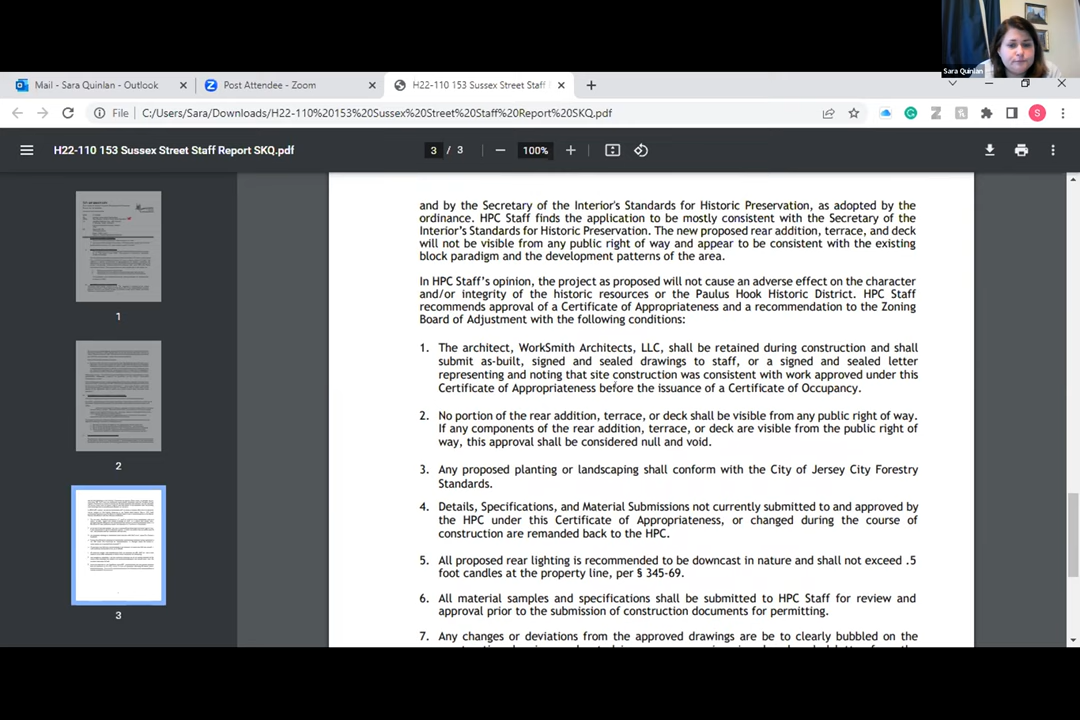 Sara Quinlan
Mail - Sara Quinlan - Outlook
Post Attendee - Zoom
H22-110 153 Sussex Street Staff
File
C:/Users/Sara/Downloads/H22-110%20153%20Sussex%20Street%20Staff%20Report%20SKQ.pdf
S
H22-110 153 Sussex Street Staff Report SKQ.pdf
3 / 3
100%
1
2
3
and by the Secretary of the Interior's Standards for Historic Preservation, as adopted by the
ordinance. HPC Staff finds the application to be mostly consistent with the Secretary of the
Interior's Standards for Historic Preservation. The new proposed rear addition, terrace, and deck
will not be visible from any public right of way and appear to be consistent with the existing
block paradigm and the development patterns of the area.
In HPC Staff's opinion, the project as proposed will not cause an adverse effect on the character
and/or integrity of the historic resources or the Paulus Hook Historic District. HPC Staff
recommends approval of a Certificate of Appropriateness and a recommendation to the Zoning
Board of Adjustment with the following conditions:
1. The architect, WorkSmith Architects, LLC, shall be retained during construction and shall
submit as-built, signed and sealed drawings to staff, or a signed and sealed letter
representing and noting that site construction was consistent with work approved under this
Certificate of Appropriateness before the issuance of a Certificate of Occupancy.
2. No portion of the rear addition, terrace, or deck shall be visible from any public right of way.
If any components of the rear addition, terrace, or deck are visible from the public right of
way, this approval shall be considered null and void.
3. Any proposed planting or landscaping shall conform with the City of Jersey City Forestry
Standards.
4. Details, Specifications, and Material Submissions not currently submitted to and approved by
the HPC under this Certificate of Appropriateness, or changed during the course of
construction are remanded back to the HPC.
5. All proposed rear lighting is recommended to be downcast in nature and shall not exceed .5
foot candles at the property line, per § 345-69.
6. All material samples and specifications shall be submitted to HPC Staff for review and
approval prior to the submission of construction documents for permitting.
7. Any changes or deviations from the approved drawings are be to clearly bubbled on the